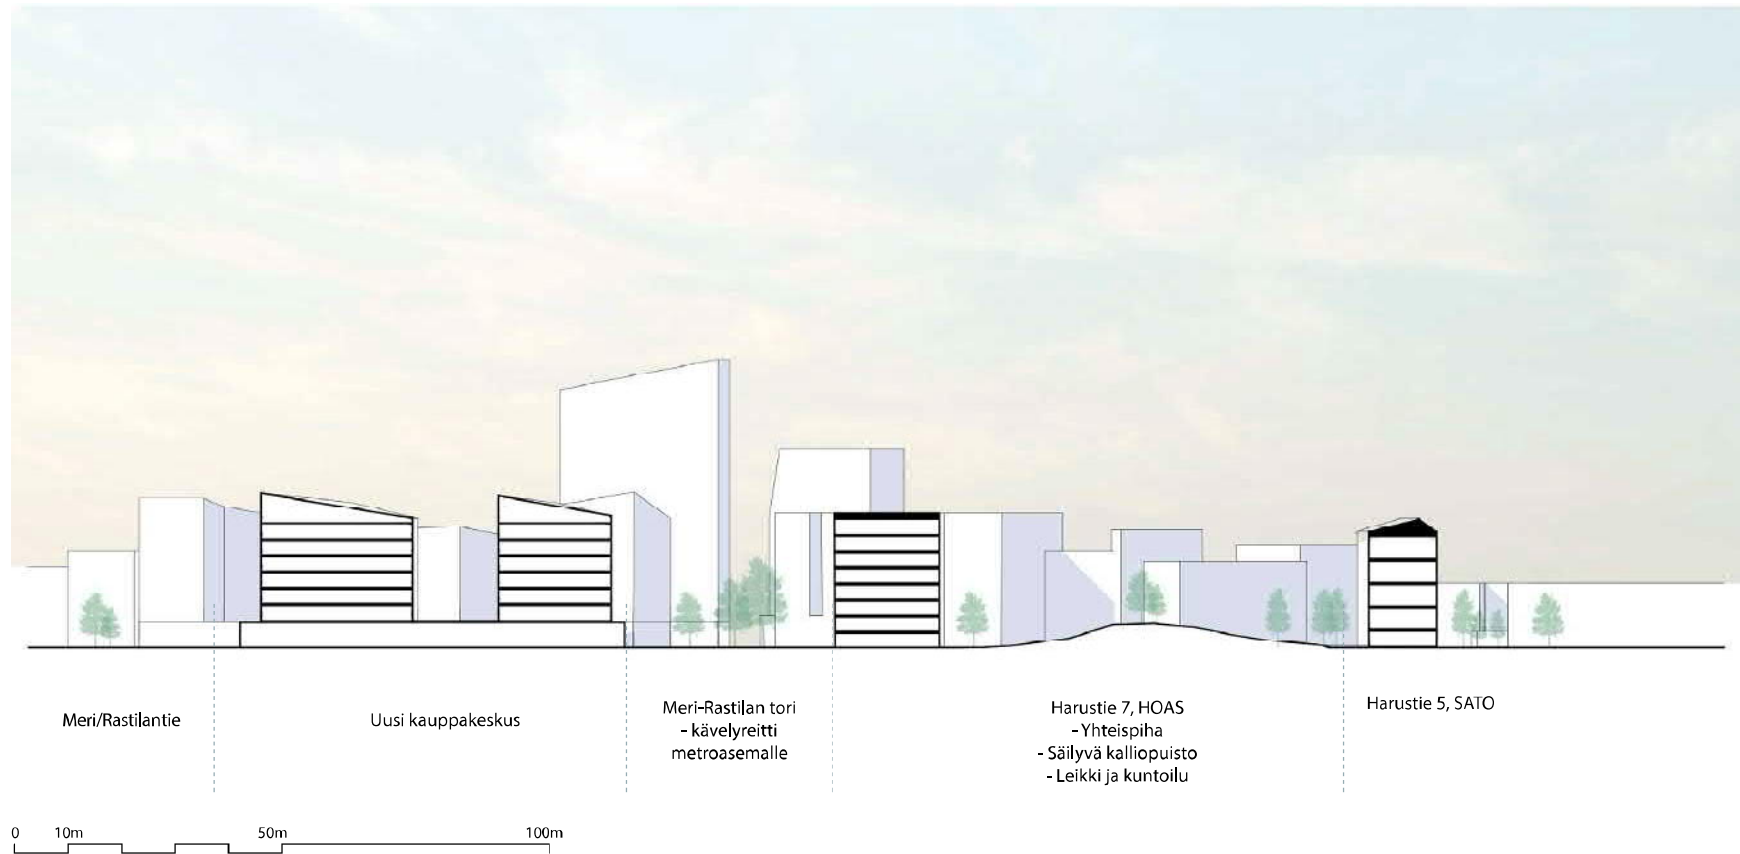 Meri/Rastilantie
Uusi kauppakeskus
Meri-Rastilan tori
- kävelyreitti
metroasemalle
Harustie 7, HOAS
- Yhteispiha
- Säilyvä kalliopuisto
- Leikki ja kuntoilu
Harustie 5, SATO
0 10m 50m 100m